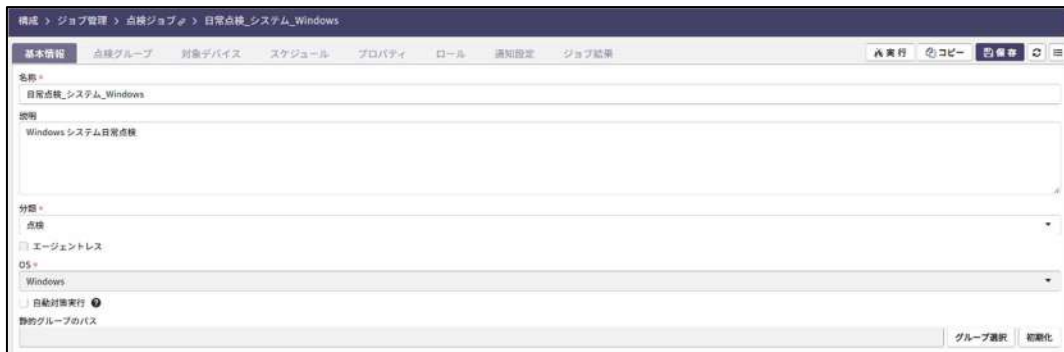 構成 > ジョブ管理 > 点検ジョブ > 日常点検_システム_Windows
基本情報 点検グループ 対象デバイス スケジュール プロパティ ロール 通知設定 ジョブ結果 実行 コピー 保存
名称 *
日常点検_システム_Windows
説明
Windows システム日常点検
分類 *
点検
エージェントレス
OS *
Windows
自動対策実行 ?
静的グループのパス
グループ選択 初期化